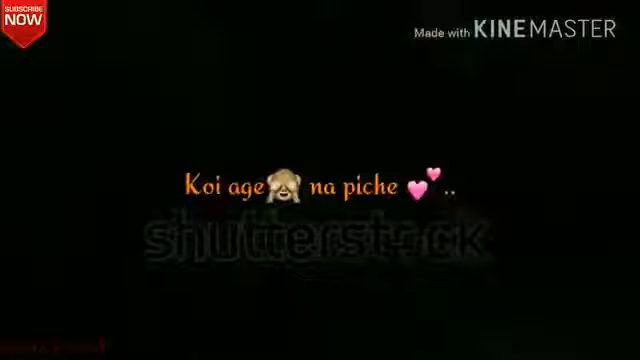 SUBSCRIBE
NOW
Made with KINEMASTER
Koi age🙈 na piche 💕..
shutterstock